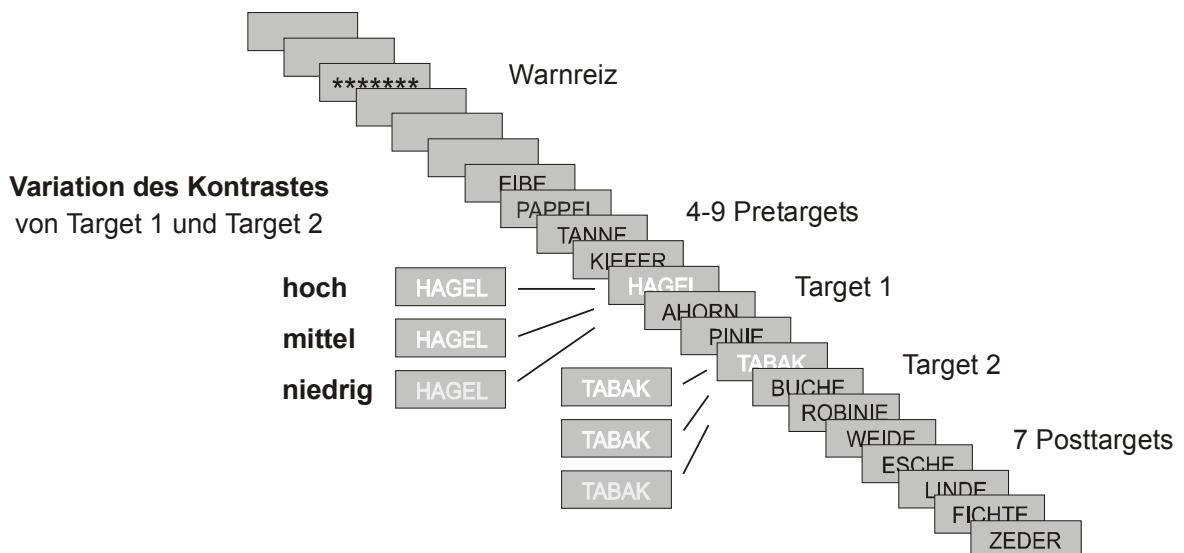 *******
Warnreiz
Variation des Kontrastes
von Target 1 und Target 2
EIBE
PAPPEL
TANNE
KIEFER
4-9 Pretargets
hoch
HAGEL
mittel
HAGEL
niedrig
HAGEL
HAGEL
Target 1
AHORN
PINIE
TABAK
Target 2
TABAK
TABAK
TABAK
BUCHE
ROBINIE
WEIDE
ESCHE
LINDE
FICHTE
ZEDER
7 Posttargets